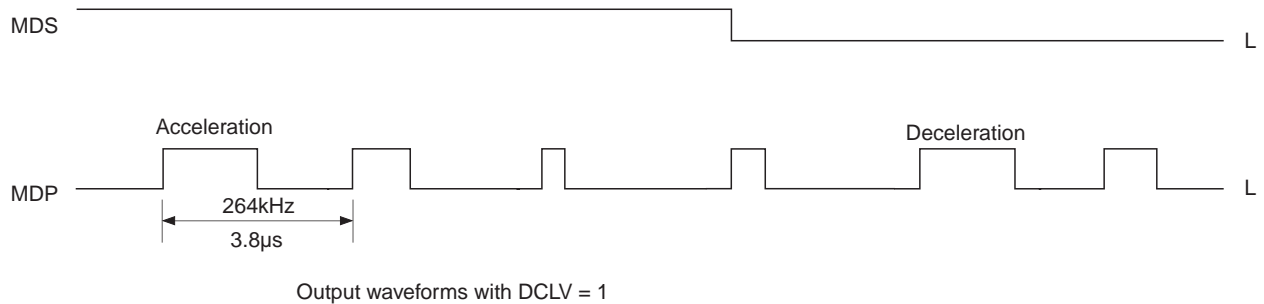 MDS
L
Acceleration
Deceleration
MDP
L
264kHz
3.8µs
Output waveforms with DCLV = 1